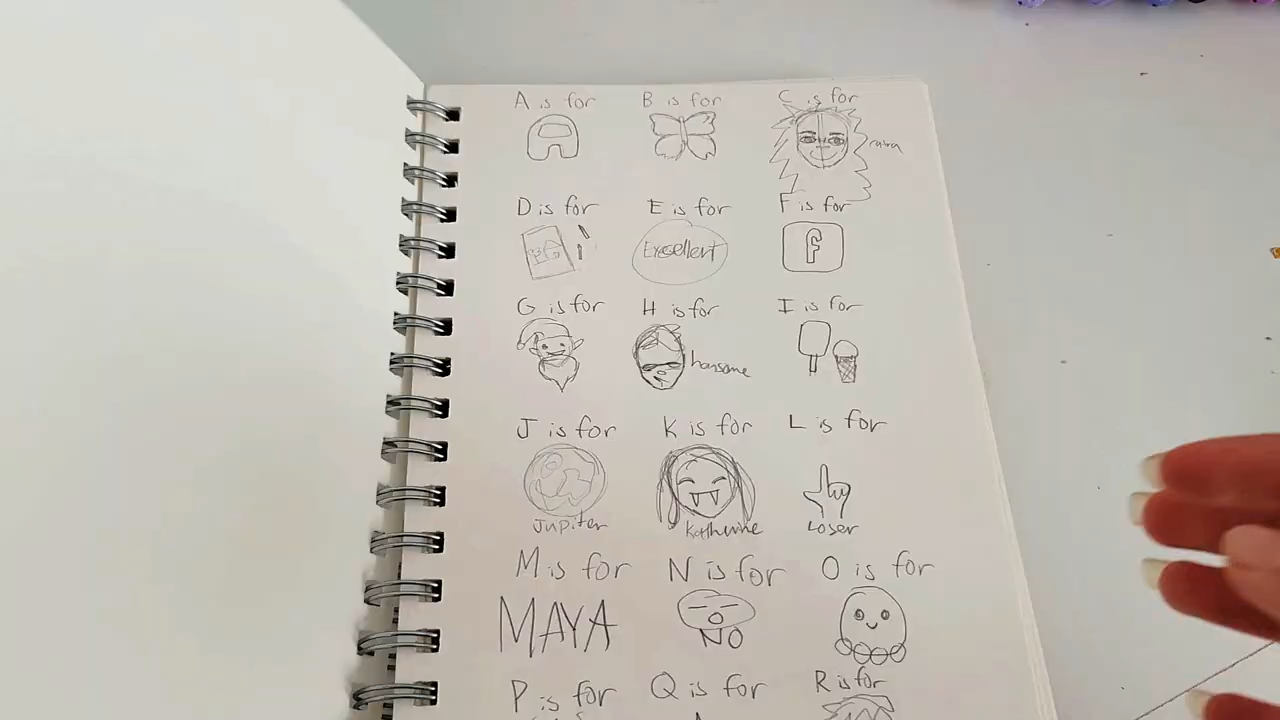 A is for B is for C is for
D is for E is for F is for
Excellent f
G is for H is for I is for
hansome
J is for K is for L is for
Jupiter Katherine Loser
M is for N is for O is for
MAYA NO
P is for Q is for R is for